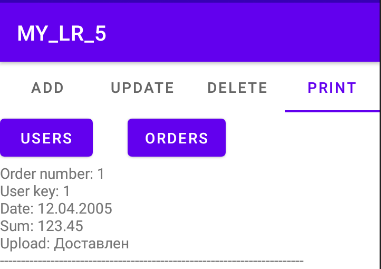 MY_LR_5
ADD UPDATE DELETE PRINT
USERS ORDERS
Order number: 1
User key: 1
Date: 12.04.2005
Sum: 123.45
Upload: Доставлен
------------------------------------------------------------------------